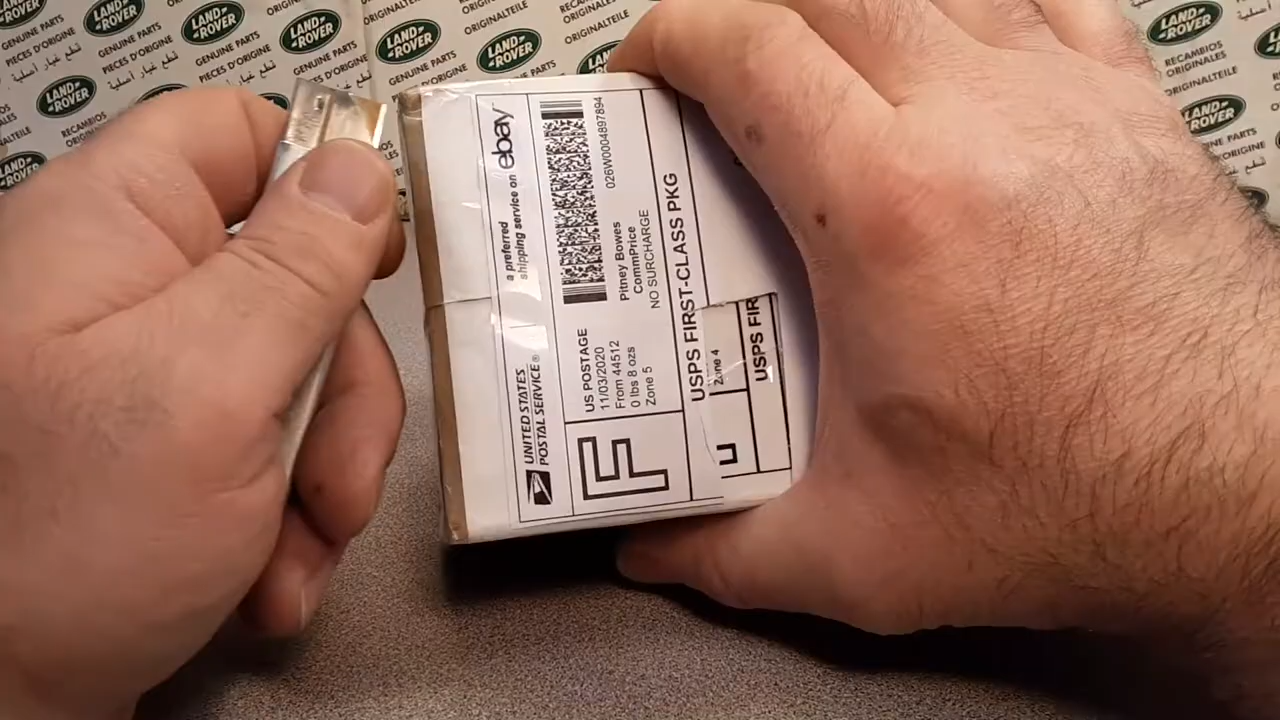 LAND
ROVER
GENUINE PARTS
PIECES D'ORIGINE
قطع غيار أصلية
RECAMBIOS
ORIGINALES
ORIGINALTEILE
a preferred
shipping service on ebay
UNITED STATES
POSTAL SERVICE®
US POSTAGE
11/03/2020
From 44512
0 lbs 8 ozs
Zone 5
Pitney Bowes
CommPrice
NO SURCHARGE
026W0004897894
F
USPS FIRST-CLASS PKG
Zone 4
USPS FIR